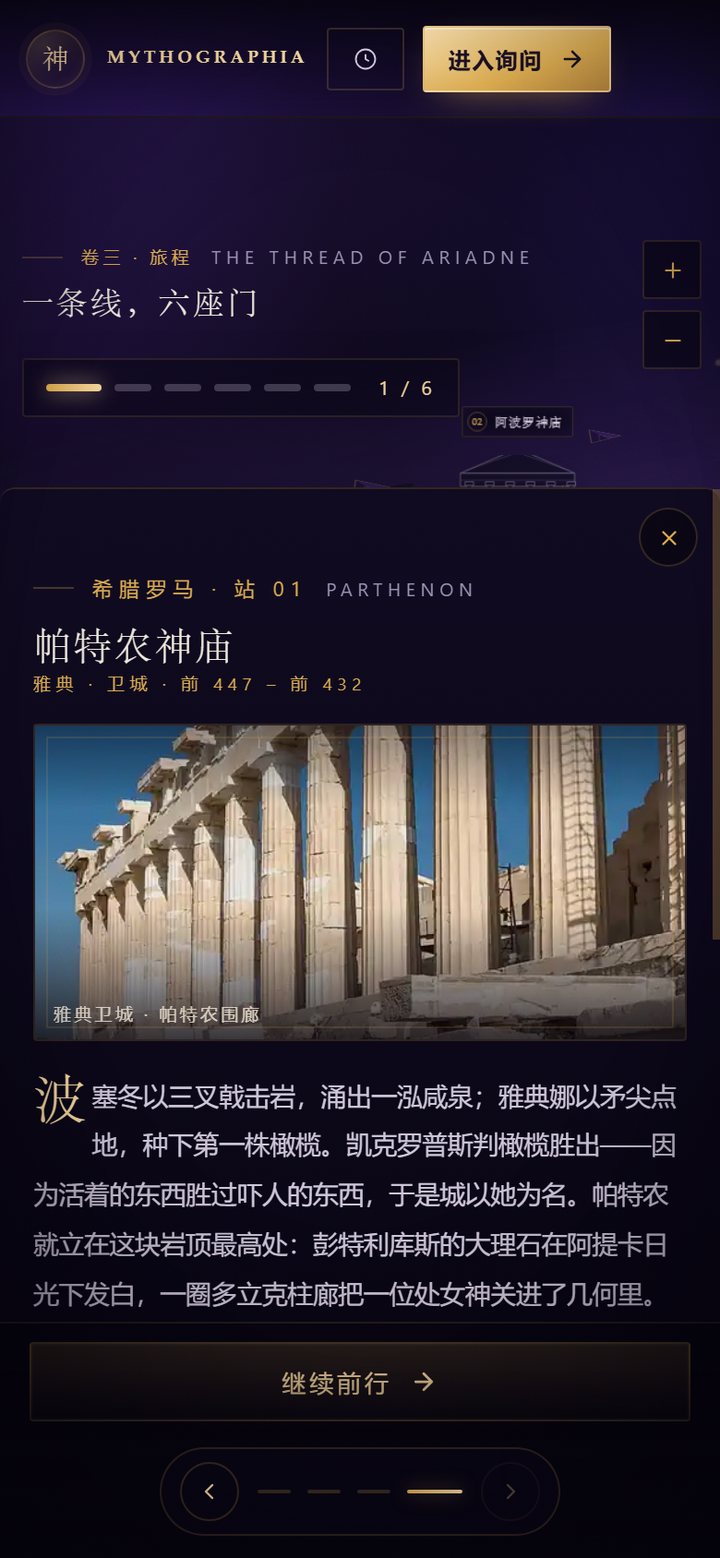 神 MYTHOGRAPHIA 进入询问
卷三 · 旅程 THE THREAD OF ARIADNE
一条线，六座门
1 / 6
02 阿波罗神庙
希腊罗马 · 站 01 PARTHENON
帕特农神庙
雅典 · 卫城 · 前 447 – 前 432
雅典卫城 · 帕特农围廊
波塞冬以三叉戟击岩，涌出一泓咸泉；雅典娜以矛尖点
地，种下第一株橄榄。凯克罗普斯判橄榄胜出——因
为活着的东西胜过吓人的东西，于是城以她为名。帕特农
就立在这块岩顶最高处：彭特利库斯的大理石在阿提卡日
光下发白，一圈多立克柱廊把一位处女神关进了几何里。
继续前行